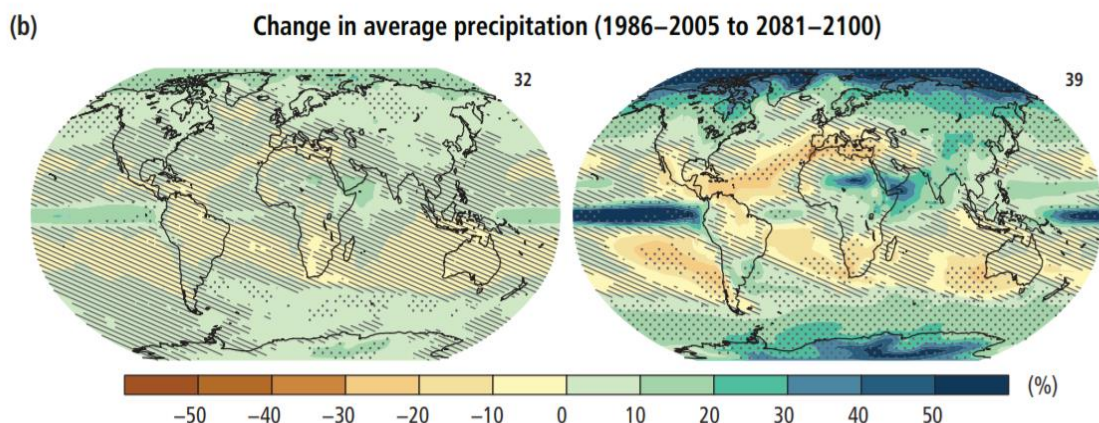 (b) Change in average precipitation (1986–2005 to 2081–2100)
32 39
−50 −40 −30 −20 −10 0 10 20 30 40 50 (%)